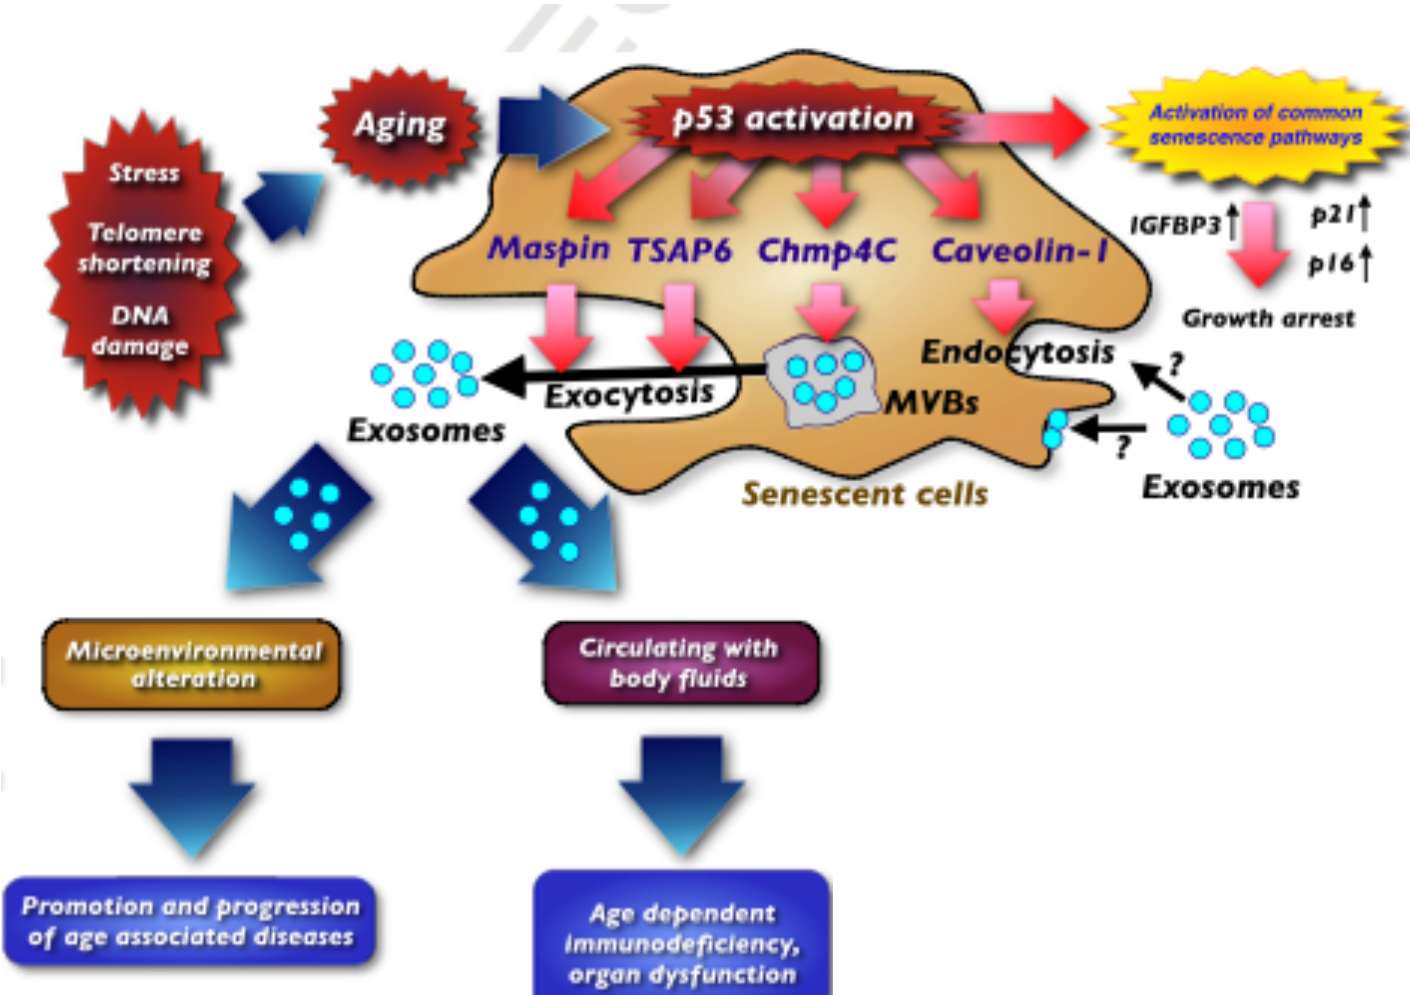 Aging
p53 activation
Activation of common
senescence pathways
Stress
Telomere
shortening
DNA
damage
IGFBP3↑
p21↑
p16↑
Growth arrest
Maspin
TSAP6
Chmp4C
Caveolin-1
Exocytosis
MVBs
Endocytosis
?
?
Exosomes
Exosomes
Senescent cells
Microenvironmental
alteration
Circulating with
body fluids
Promotion and progression
of age associated diseases
Age dependent
immunodeficiency,
organ dysfunction